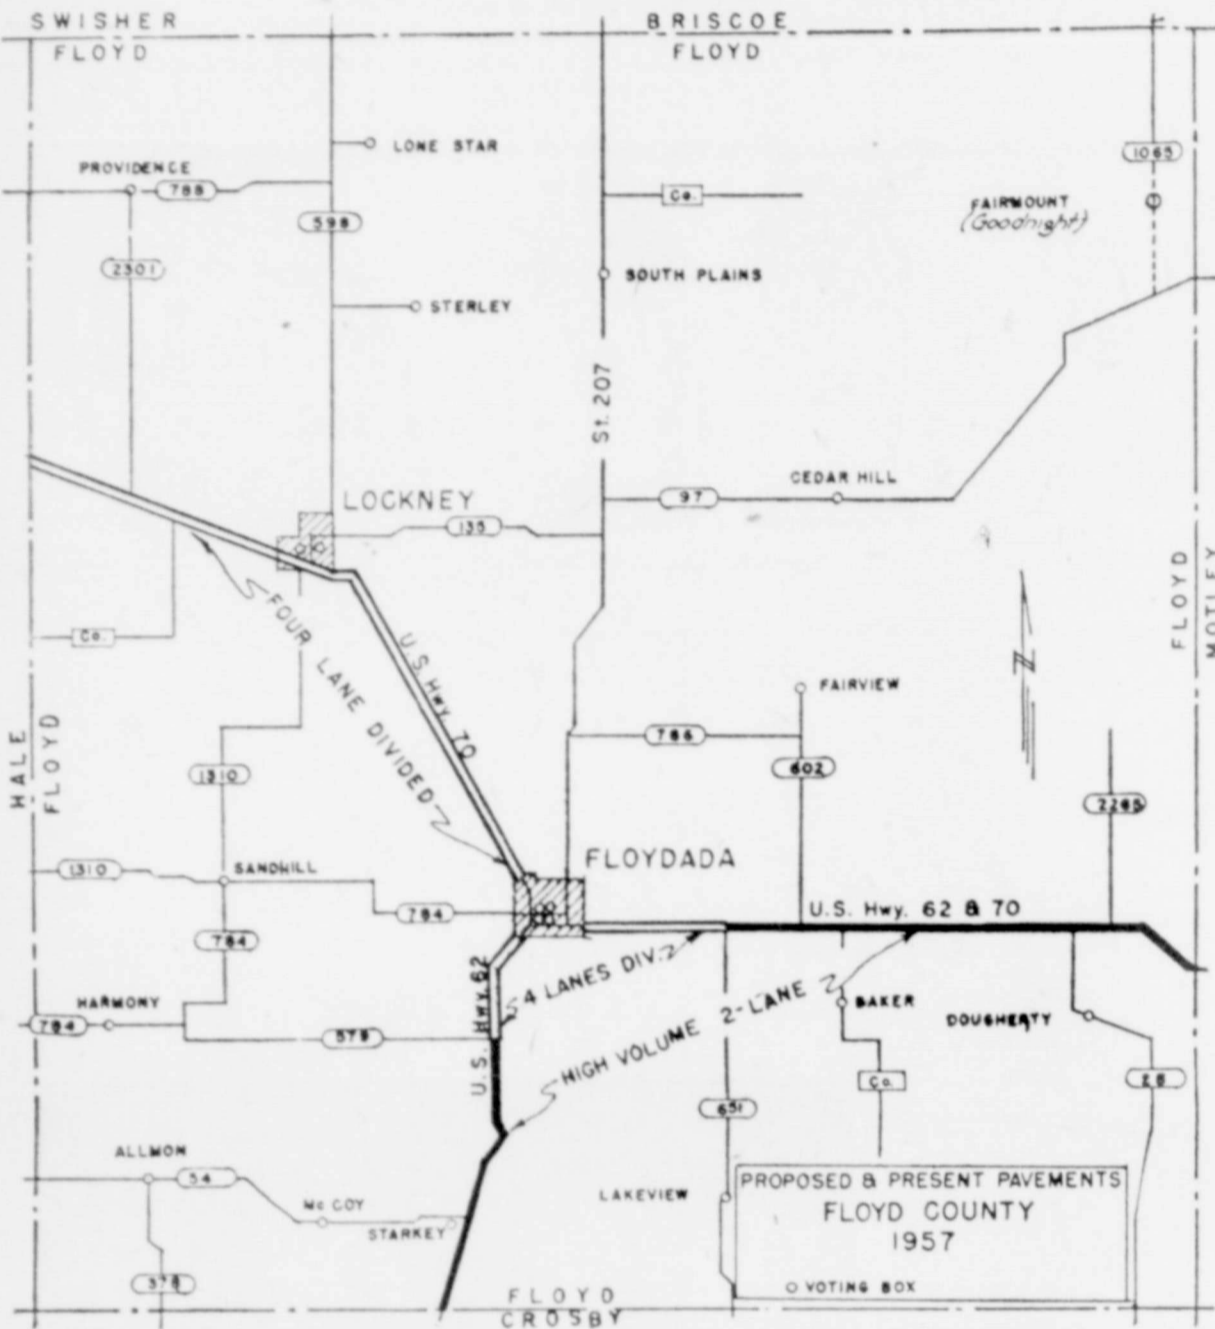 SWISHER
FLOYD
BRISCOE
FLOYD
LONE STAR
PROVIDENCE
788
1065
598
Co.
FAIRMOUNT
(Goodnight)
2301
SOUTH PLAINS
STERLEY
St. 207
CEDAR HILL
LOCKNEY
97
135
FLOYD
MOTLEY
Co.
FOUR LANE DIVIDED
U.S. Hwy. 70
FAIRVIEW
HALE
FLOYD
786
602
1310
2285
FLOYDADA
1310
SANDHILL
784
U.S. Hwy. 62 & 70
784
4 LANES DIV.
HARMONY
U.S. Hwy. 62
HIGH VOLUME 2-LANE
BAKER
DOUGHERTY
784
579
Co.
28
651
ALLMON
54
Mc COY
STARKEY
LAKEVIEW
PROPOSED & PRESENT PAVEMENTS
FLOYD COUNTY
1957
VOTING BOX
378
FLOYD
CROSBY